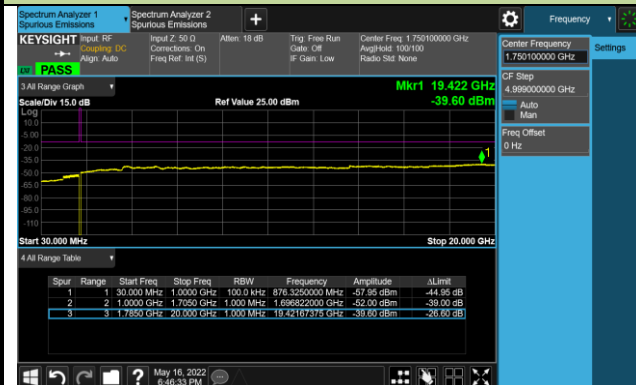 Spectrum Analyzer 1
Spurious Emissions
Spectrum Analyzer 2
Spurious Emissions
+
Frequency
KEYSIGHT
Input: RF
Coupling: DC
Align: Auto
Input Z: 50 Ω
Corrections: On
Freq Ref: Int (S)
Atten: 18 dB
Trig: Free Run
Gate: Off
IF Gain: Low
Center Freq: 1.750100000 GHz
Avg|Hold: 100/100
Radio Std: None
PASS
Center Frequency
1.750100000 GHz
Settings
CF Step
4.999000000 GHz
Auto
Man
Freq Offset
0 Hz
3 All Range Graph
Mkr1 19.422 GHz
Scale/Div 15.0 dB
Ref Value 25.00 dBm
-39.60 dBm
Log
10.0
-5.00
-20.0
-35.0
-50.0
-65.0
-80.0
-95.0
-110
1
Start 30.000 MHz
Stop 20.000 GHz
4 All Range Table
Spur Range Start Freq Stop Freq RBW Frequency Amplitude ΔLimit
1 1 30.000 MHz 1.0000 GHz 100.0 kHz 876.3250000 MHz -57.95 dBm -44.95 dB
2 2 1.0000 GHz 1.7050 GHz 1.000 MHz 1.696822000 GHz -52.00 dBm -39.00 dB
3 3 1.7850 GHz 20.000 GHz 1.000 MHz 19.42167375 GHz -39.60 dBm -26.60 dB
?
May 16, 2022
6:46:33 PM